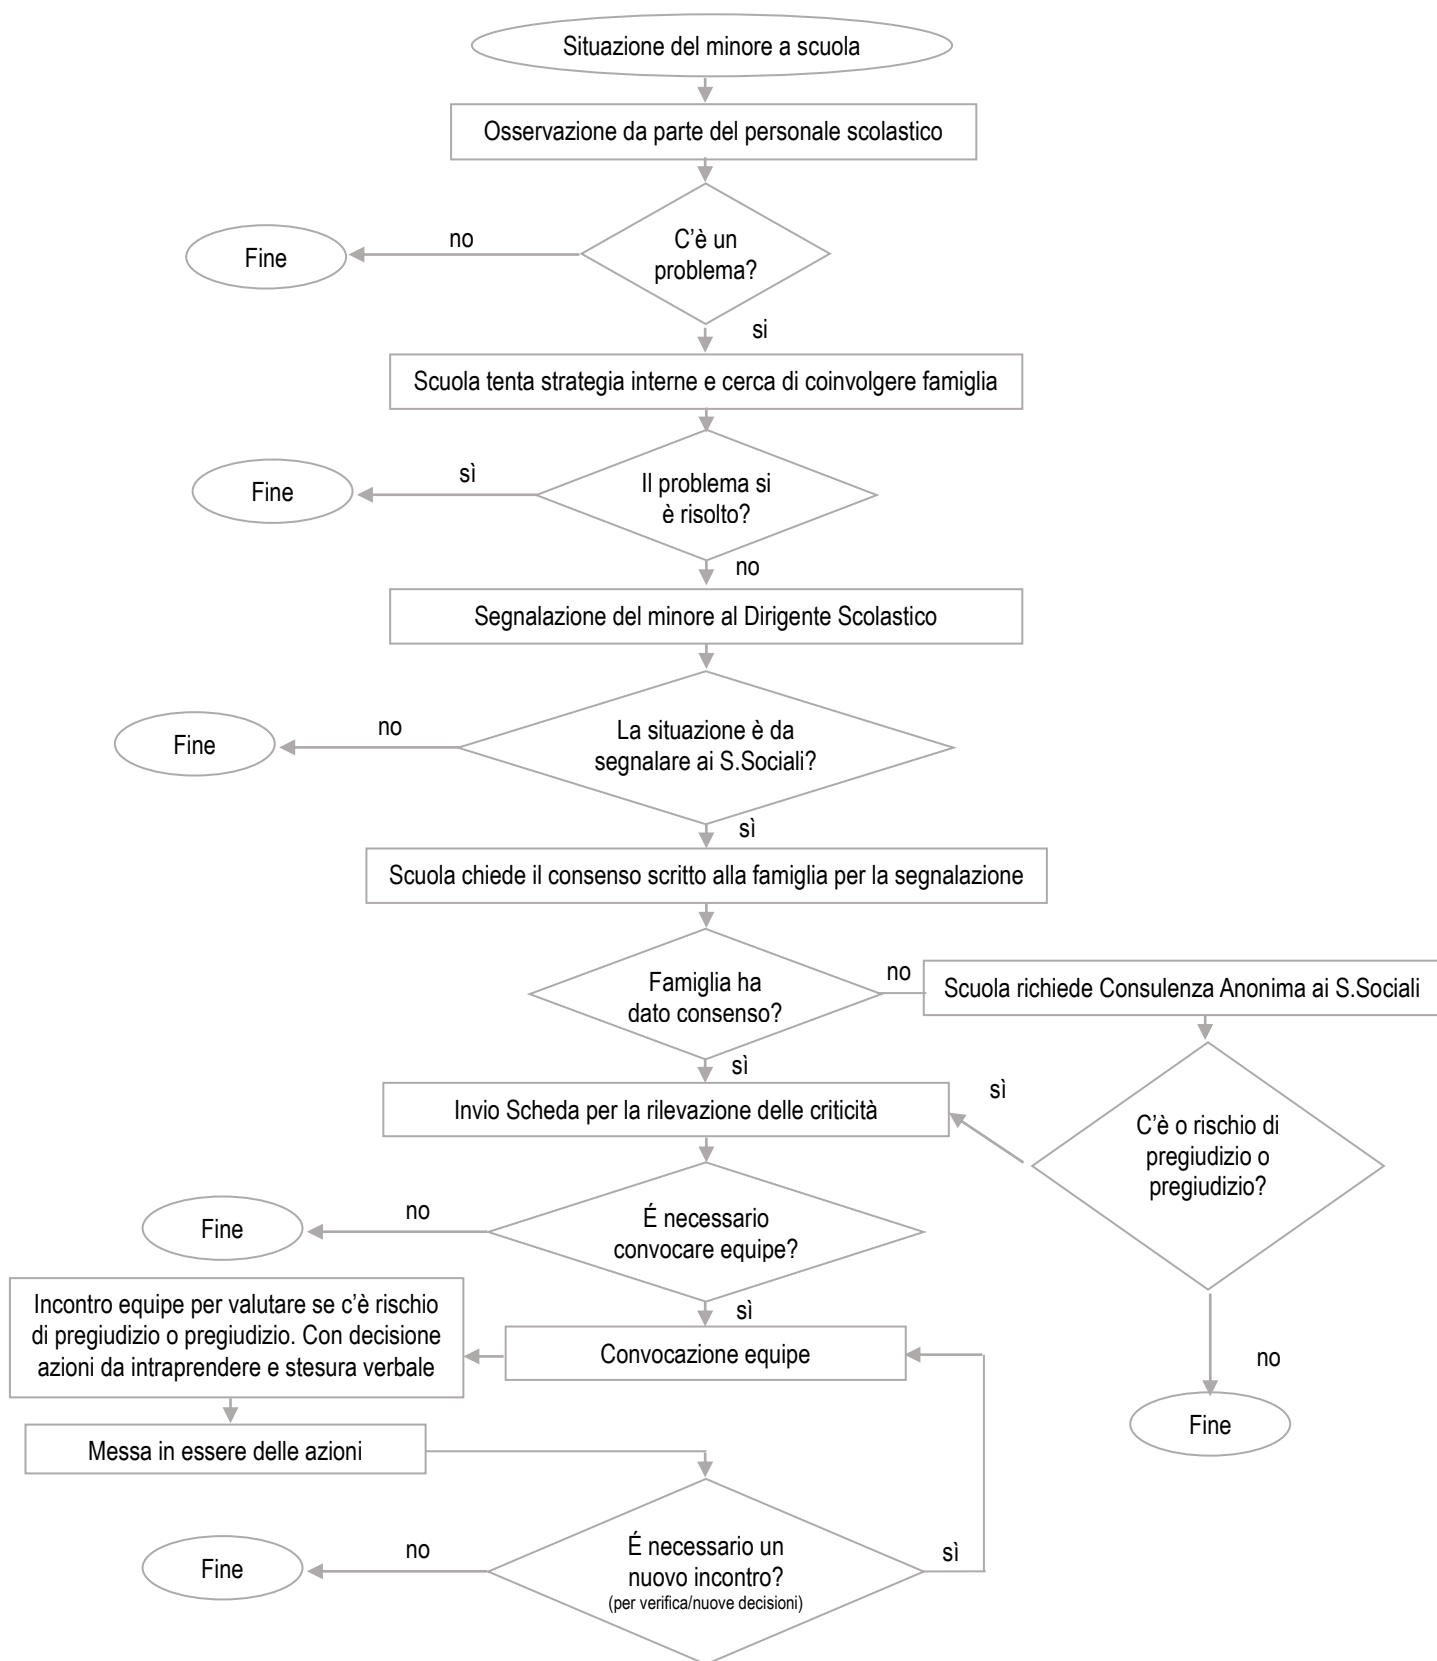 Situazione del minore a scuola
Osservazione da parte del personale scolastico
C'è un
problema?
no
Fine
si
Scuola tenta strategia interne e cerca di coinvolgere famiglia
Il problema si
è risolto?
sì
Fine
no
Segnalazione del minore al Dirigente Scolastico
La situazione è da
segnalare ai S.Sociali?
no
Fine
sì
Scuola chiede il consenso scritto alla famiglia per la segnalazione
Famiglia ha
dato consenso?
no
Scuola richiede Consulenza Anonima ai S.Sociali
sì
Invio Scheda per la rilevazione delle criticità
sì
C'è o rischio di
pregiudizio o
pregiudizio?
É necessario
convocare equipe?
no
Fine
sì
Convocazione equipe
Incontro equipe per valutare se c'è rischio
di pregiudizio o pregiudizio. Con decisione
azioni da intraprendere e stesura verbale
no
Fine
Messa in essere delle azioni
É necessario un
nuovo incontro?
(per verifica/nuove decisioni)
sì
no
Fine